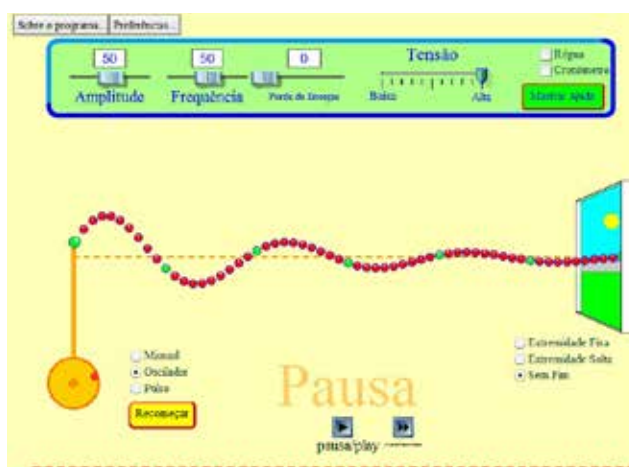 Sobre o programa... Preferências...
50 50 0 Tensão
Régua
Cronômetro
Amplitude Frequência Perda de Energia Baixa Alta Mostrar Ajuda
Manual
Oscilador
Pulso
Recomeçar
Extremidade Fixa
Extremidade Solta
Sem Fim
Pausa
pausa/play